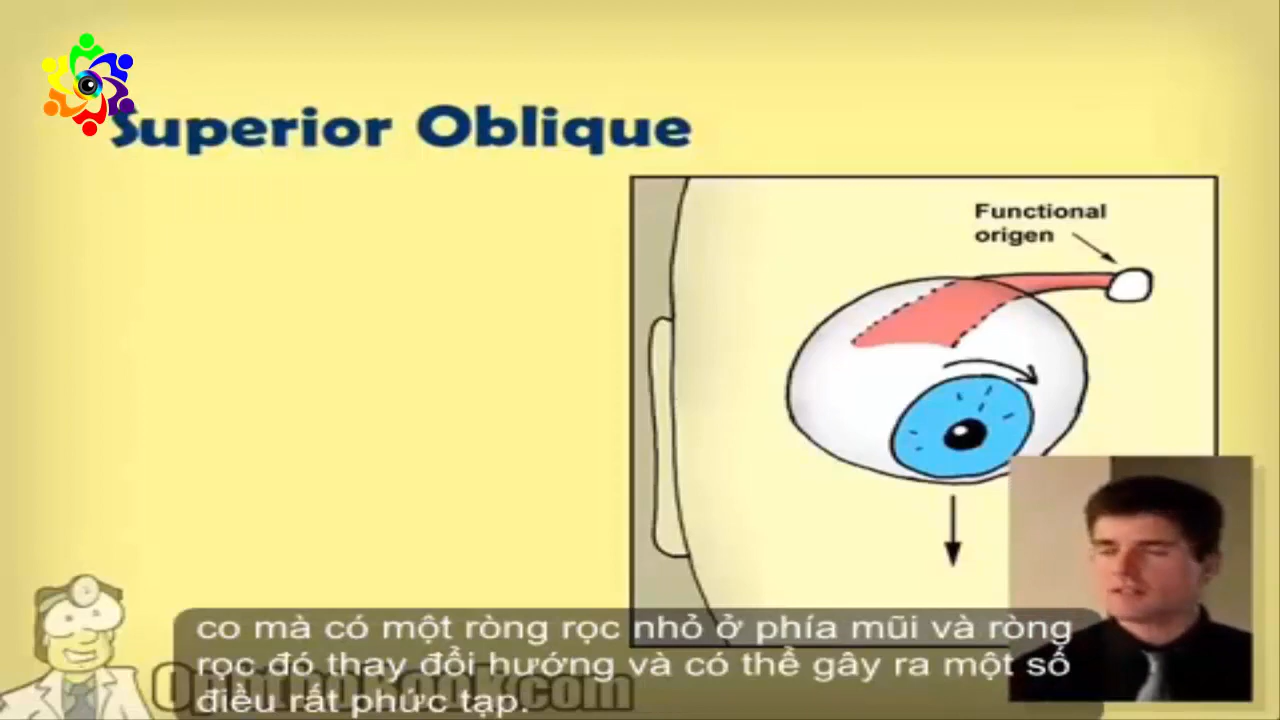 Superior Oblique
Functional
origen
co mà có một ròng rọc nhỏ ở phía mũi và ròng
rọc đó thay đổi hướng và có thể gây ra một số
điều rất phức tạp.